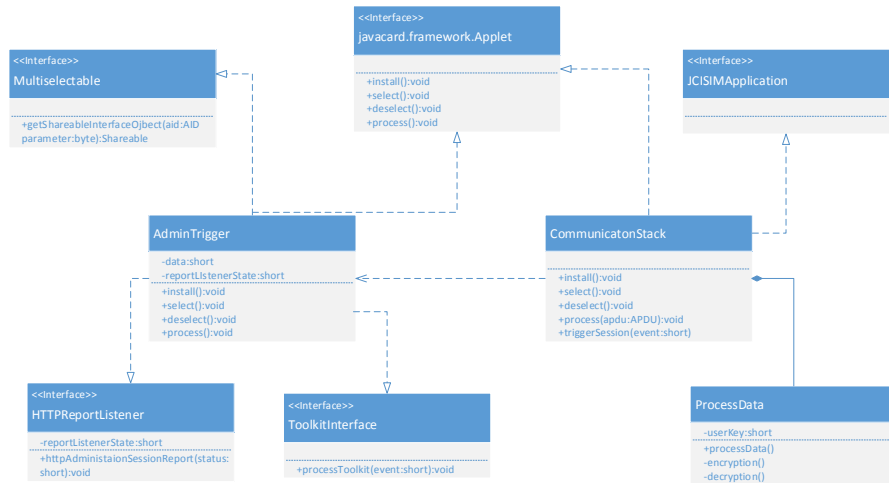 <<Interface>>
javacard.framework.Applet
+install():void
+select():void
+deselect():void
+process():void
<<Interface>>
Multiselectable
+getShareableInterfaceOjbect(aid:AID
parameter:byte):Shareable
<<Interface>>
JCISIMApplication
AdminTrigger
-data:short
-reportLIstenerState:short
+install():void
+select():void
+deselect():void
+process():void
CommunicatonStack
+install():void
+select():void
+deselect():void
+process(apdu:APDU):void
+triggerSession(event:short)
<<Interface>>
HTTPReportListener
-reportListenerState:short
+httpAdministaionSessionReport(status:
short):void
<<Interface>>
ToolkitInterface
+processToolkit(event:short):void
ProcessData
-userKey:short
+processData()
-encryption()
-decryption()